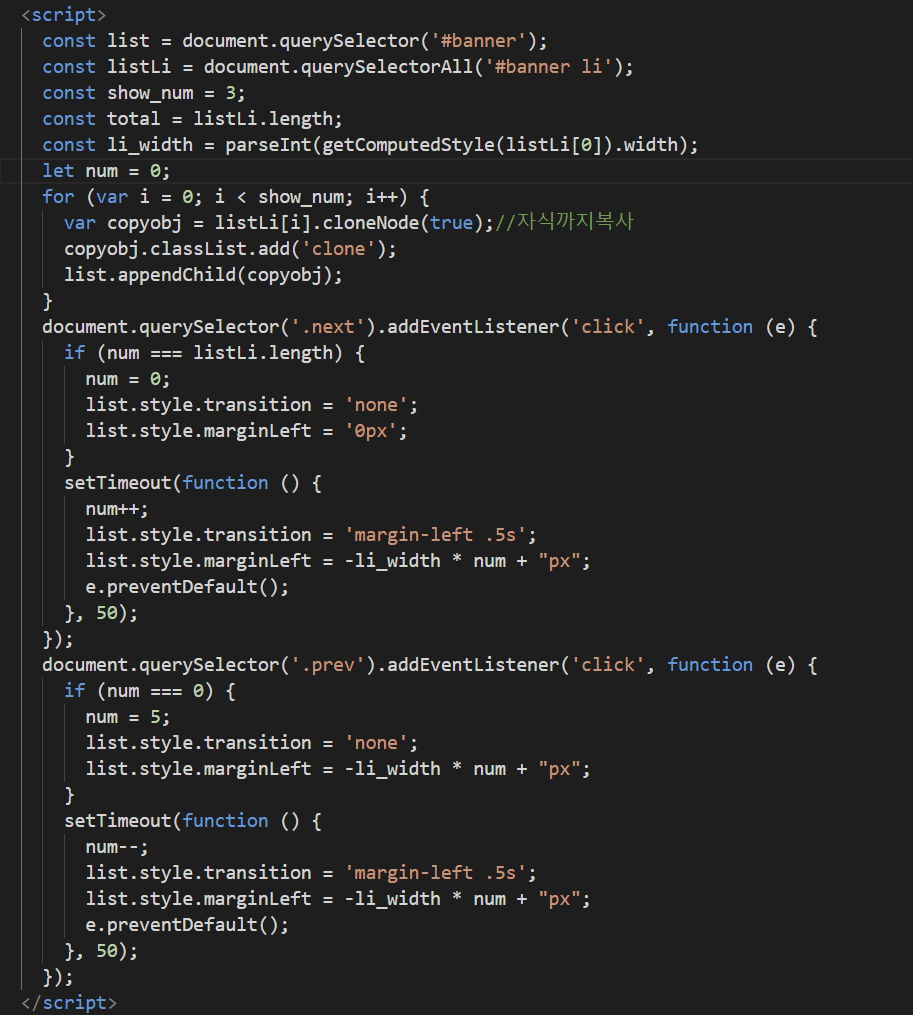 <script>
const list = document.querySelector('#banner');
const listLi = document.querySelectorAll('#banner li');
const show_num = 3;
const total = listLi.length;
const li_width = parseInt(getComputedStyle(listLi[0]).width);
let num = 0;
for (var i = 0; i < show_num; i++) {
var copyobj = listLi[i].cloneNode(true);//자식까지복사
copyobj.classList.add('clone');
list.appendChild(copyobj);
}
document.querySelector('.next').addEventListener('click', function (e) {
if (num === listLi.length) {
num = 0;
list.style.transition = 'none';
list.style.marginLeft = '0px';
}
setTimeout(function () {
num++;
list.style.transition = 'margin-left .5s';
list.style.marginLeft = -li_width * num + "px";
e.preventDefault();
}, 50);
});
document.querySelector('.prev').addEventListener('click', function (e) {
if (num === 0) {
num = 5;
list.style.transition = 'none';
list.style.marginLeft = -li_width * num + "px";
}
setTimeout(function () {
num--;
list.style.transition = 'margin-left .5s';
list.style.marginLeft = -li_width * num + "px";
e.preventDefault();
}, 50);
});
</script>